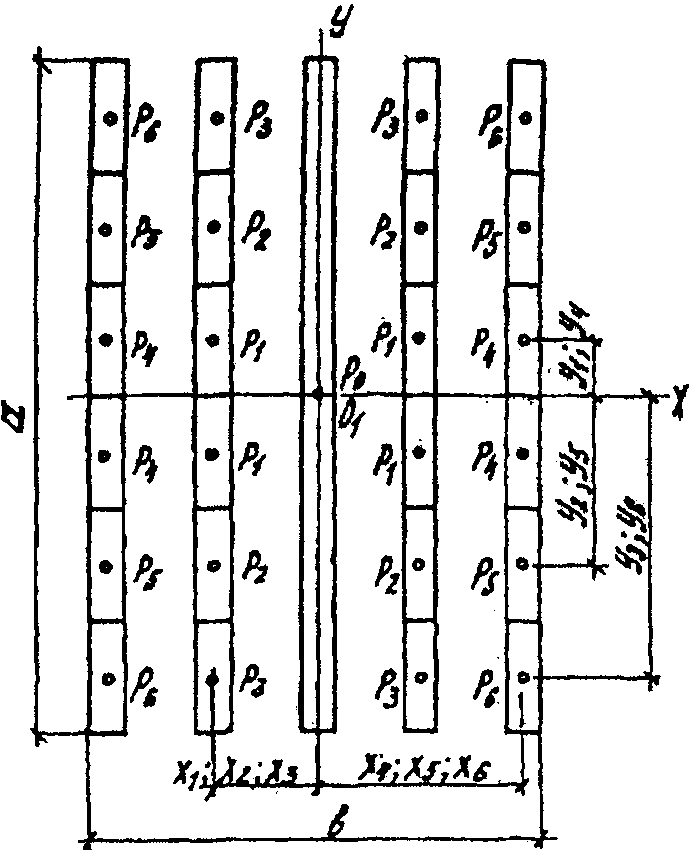 y
P6 P3 P3 P6
P5 P2 P2 P5
P4 P1 P1 P4
y1; y4
P0
X
O1
a
P4 P1 P1 P4
y2; y5
y3; y6
P5 P2 P2 P5
P6 P3 P3 P6
X1; X2; X3 X4; X5; X6
в